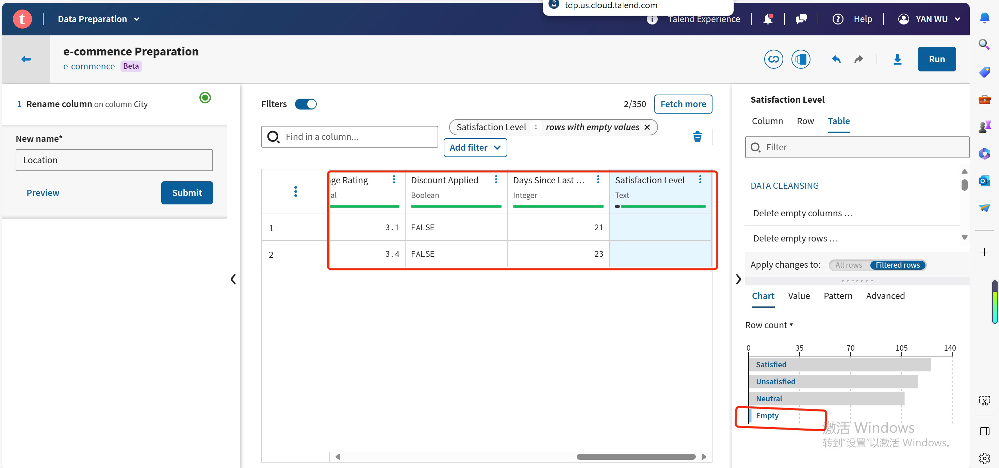 tdp.us.cloud.talend.com
t
Data Preparation
Talend Experience
Help
YAN WU
e-commence Preparation
e-commence Beta
Run
1 Rename column on column City
New name*
Location
Preview
Submit
Filters
2/350
Fetch more
Find in a column...
Satisfaction Level : rows with empty values ×
Add filter
ge Rating
al
Discount Applied
Boolean
Days Since Last ...
Integer
Satisfaction Level
Text
1 3.1 FALSE 21
2 3.4 FALSE 23
Satisfaction Level
Column Row Table
Filter
DATA CLEANSING
Delete empty columns ...
Delete empty rows ...
Apply changes to: All rows Filtered rows
Chart Value Pattern Advanced
Row count
0 35 70 105 140
Satisfied
Unsatisfied
Neutral
Empty
激活 Windows
转到“设置”以激活 Windows。